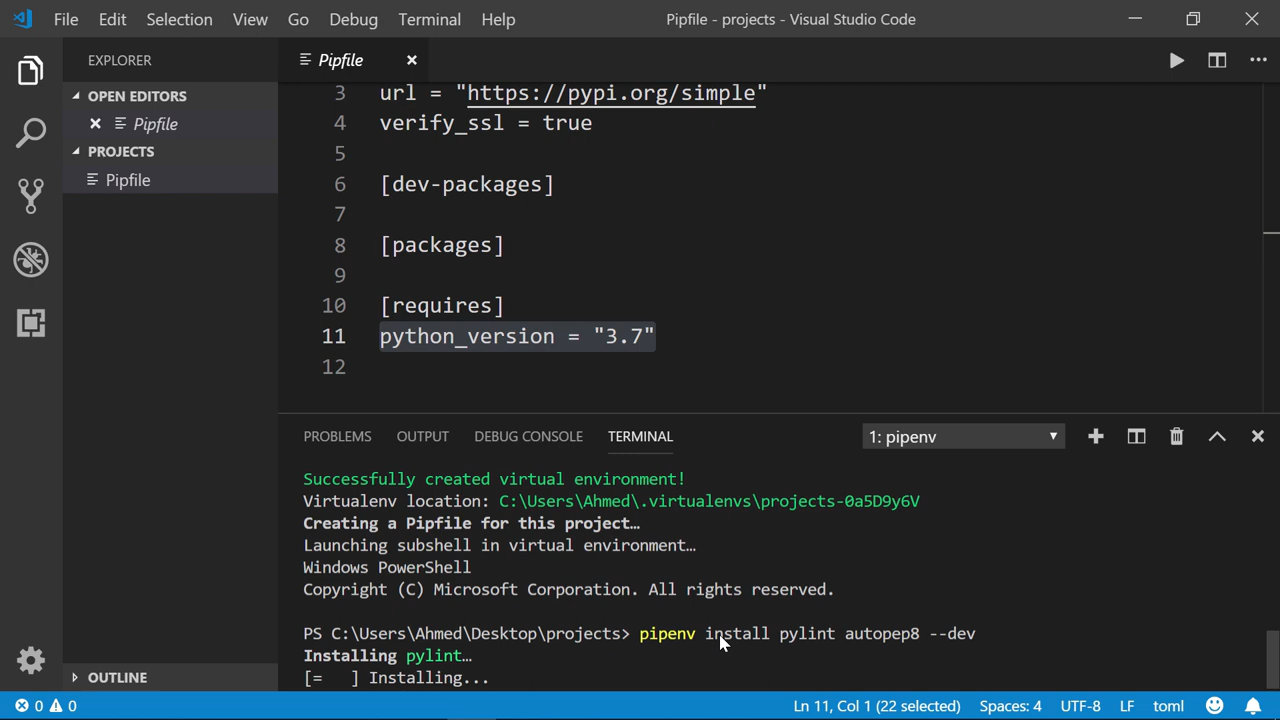 File Edit Selection View Go Debug Terminal Help Pipfile - projects - Visual Studio Code
EXPLORER
OPEN EDITORS
Pipfile
PROJECTS
Pipfile
OUTLINE
Pipfile
3 url = "https://pypi.org/simple"
4 verify_ssl = true
5
6 [dev-packages]
7
8 [packages]
9
10 [requires]
11 python_version = "3.7"
12
PROBLEMS OUTPUT DEBUG CONSOLE TERMINAL 1: pipenv
Successfully created virtual environment!
Virtualenv location: C:\Users\Ahmed\.virtualenvs\projects-0a5D9y6V
Creating a Pipfile for this project…
Launching subshell in virtual environment…
Windows PowerShell
Copyright (C) Microsoft Corporation. All rights reserved.
PS C:\Users\Ahmed\Desktop\projects> pipenv install pylint autopep8 --dev
Installing pylint…
[=   ] Installing...
0 0 Ln 11, Col 1 (22 selected) Spaces: 4 UTF-8 LF toml